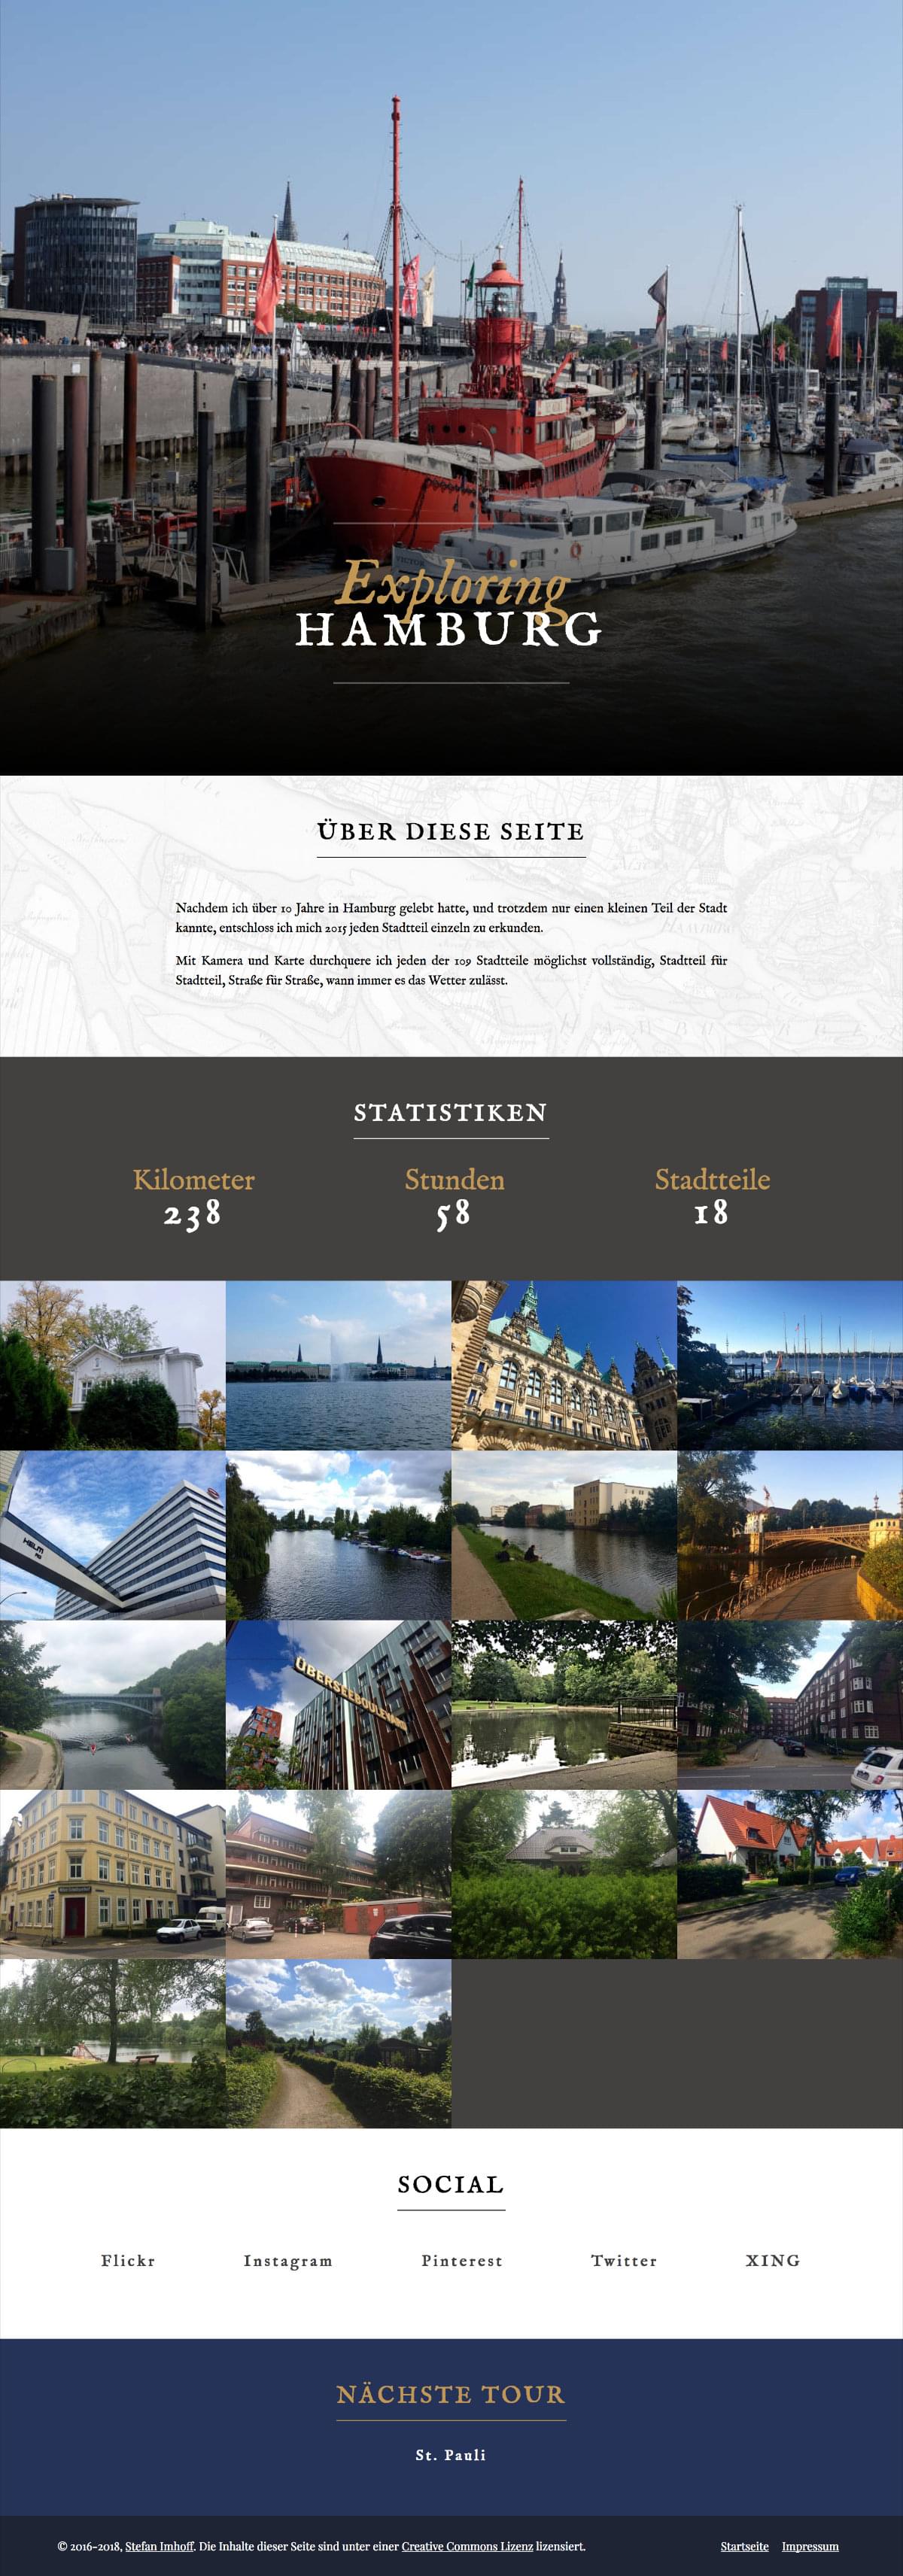 Exploring
HAMBURG
ÜBER DIESE SEITE
Nachdem ich über 10 Jahre in Hamburg gelebt hatte, und trotzdem nur einen kleinen Teil der Stadt
kannte, entschloss ich mich 2015 jeden Stadtteil einzeln zu erkunden.
Mit Kamera und Karte durchquere ich jeden der 109 Stadtteile möglichst vollständig, Stadtteil für
Stadtteil, Straße für Straße, wann immer es das Wetter zulässt.
STATISTIKEN
Kilometer
238
Stunden
58
Stadtteile
18
HELM
AG
ÜBERSEEBOULEVARD
SOCIAL
Flickr Instagram Pinterest Twitter XING
NÄCHSTE TOUR
St. Pauli
© 2016-2018, Stefan Imhoff. Die Inhalte dieser Seite sind unter einer Creative Commons Lizenz lizensiert. Startseite Impressum